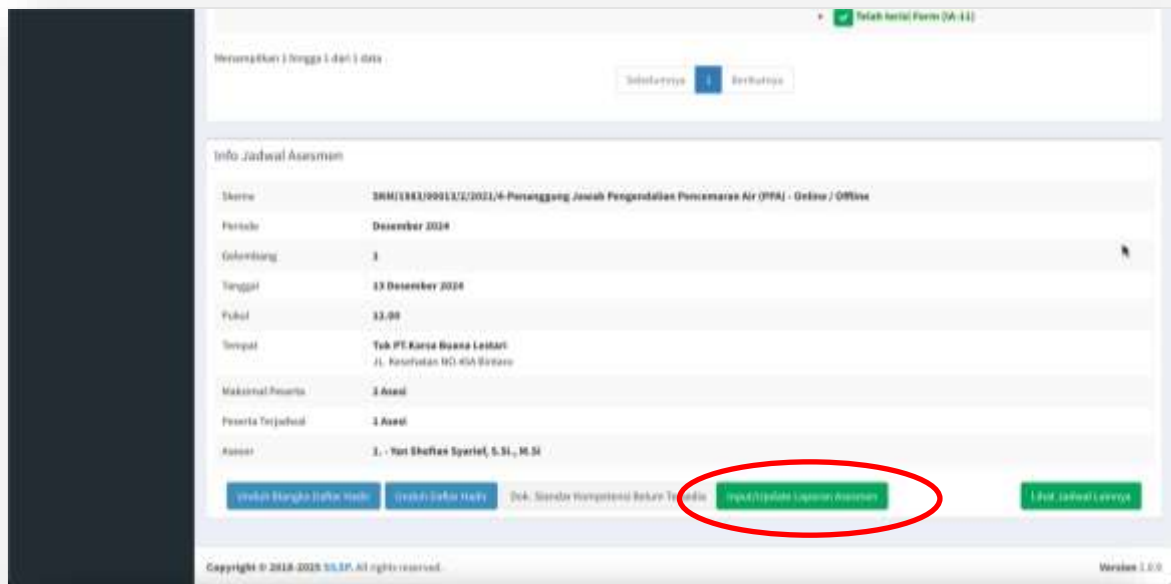 Telah terisi Form (IA-11)
Menampilkan 1 hingga 1 dari 1 data
Sebelumnya 1 Berikutnya
Info Jadwal Asesmen
Skema SKM/1983/00013/2/2021/4-Penanggung Jawab Pengendalian Pencemaran Air (PPA) - Online / Offline
Periode Desember 2024
Gelombang
Tanggal 13 Desember 2024
Pukul 13.00
Tempat Tuk PT.Karsa Buana Lestari
JL. Kesehatan NO.
Maksimal Peserta Asesi
Peserta Terjadwal 1 Asesi
Asesor 1. - Yan Shofian Syarief, S.Si., M.Si
Unduh Blangko Daftar Hadir Unduh Daftar Hadir Dok. Standar Kompetensi Belum Tersedia Input/Update Laporan Asesmen Lihat Jadwal Lainnya
Copyright © 2018-2025 SILSP. All rights reserved. Version 1.0.0